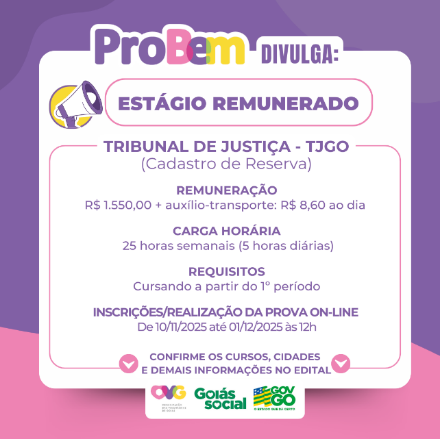 ProBem DIVULGA:
ESTÁGIO REMUNERADO
TRIBUNAL DE JUSTIÇA - TJGO
(Cadastro de Reserva)
REMUNERAÇÃO
R$ 1.550,00 + auxílio-transporte: R$ 8,60 ao dia
CARGA HORÁRIA
25 horas semanais (5 horas diárias)
REQUISITOS
Cursando a partir do 1º período
INSCRIÇÕES/REALIZAÇÃO DA PROVA ON-LINE
De 10/11/2025 até 01/12/2025 às 12h
CONFIRME OS CURSOS, CIDADES
E DEMAIS INFORMAÇÕES NO EDITAL
OVG
Goiás
social
GOV
GO